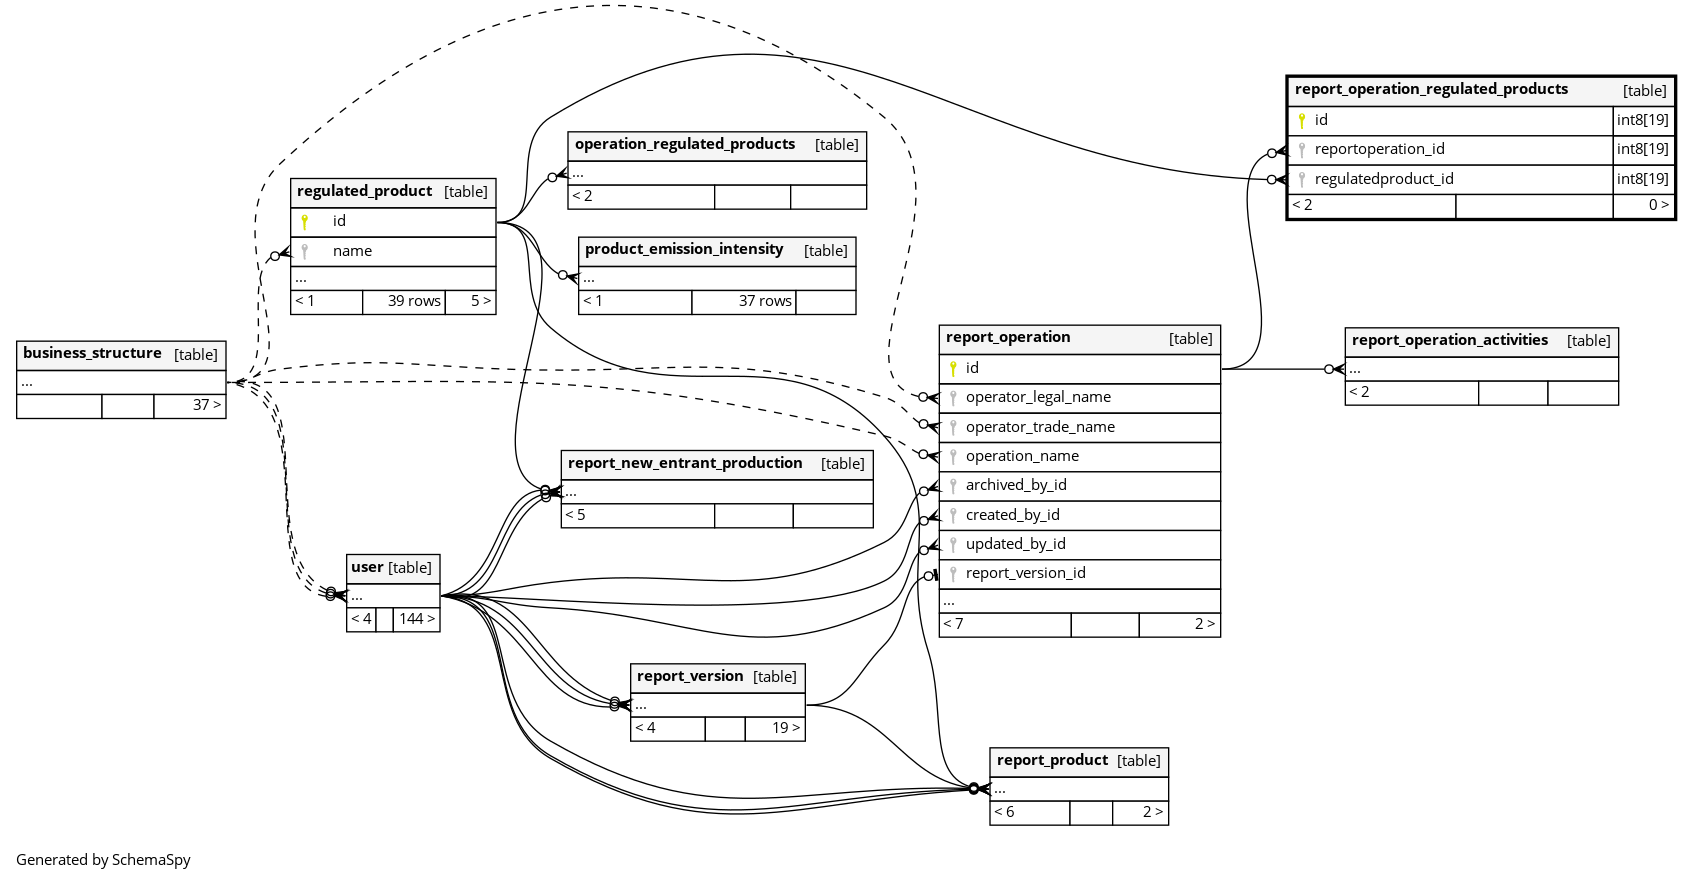 report_operation_regulated_products [table]
id int8[19]
reportoperation_id int8[19]
regulatedproduct_id int8[19]
< 2 0 >
operation_regulated_products [table]
...
< 2
regulated_product [table]
id
name
...
< 1 39 rows 5 >
product_emission_intensity [table]
...
< 1 37 rows
business_structure [table]
...
37 >
report_operation [table]
id
operator_legal_name
operator_trade_name
operation_name
archived_by_id
created_by_id
updated_by_id
report_version_id
...
< 7 2 >
report_operation_activities [table]
...
< 2
report_new_entrant_production [table]
...
< 5
user [table]
...
< 4 144 >
report_version [table]
...
< 4 19 >
report_product [table]
...
< 6 2 >
Generated by SchemaSpy